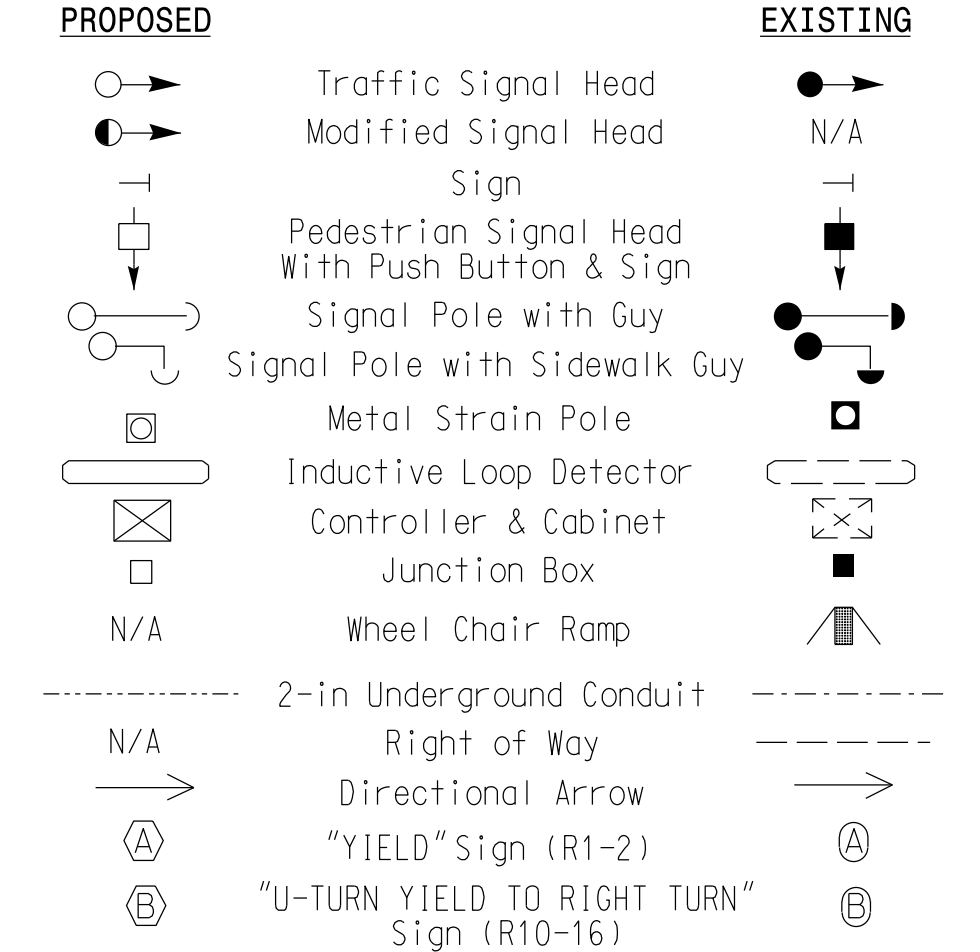 PROPOSED EXISTING
Traffic Signal Head
Modified Signal Head N/A
Sign
Pedestrian Signal Head
With Push Button & Sign
Signal Pole with Guy
Signal Pole with Sidewalk Guy
Metal Strain Pole
Inductive Loop Detector
Controller & Cabinet
Junction Box
N/A Wheel Chair Ramp
2-in Underground Conduit
N/A Right of Way
Directional Arrow
A "YIELD" Sign (R1-2) A
B "U-TURN YIELD TO RIGHT TURN" B
Sign (R10-16)